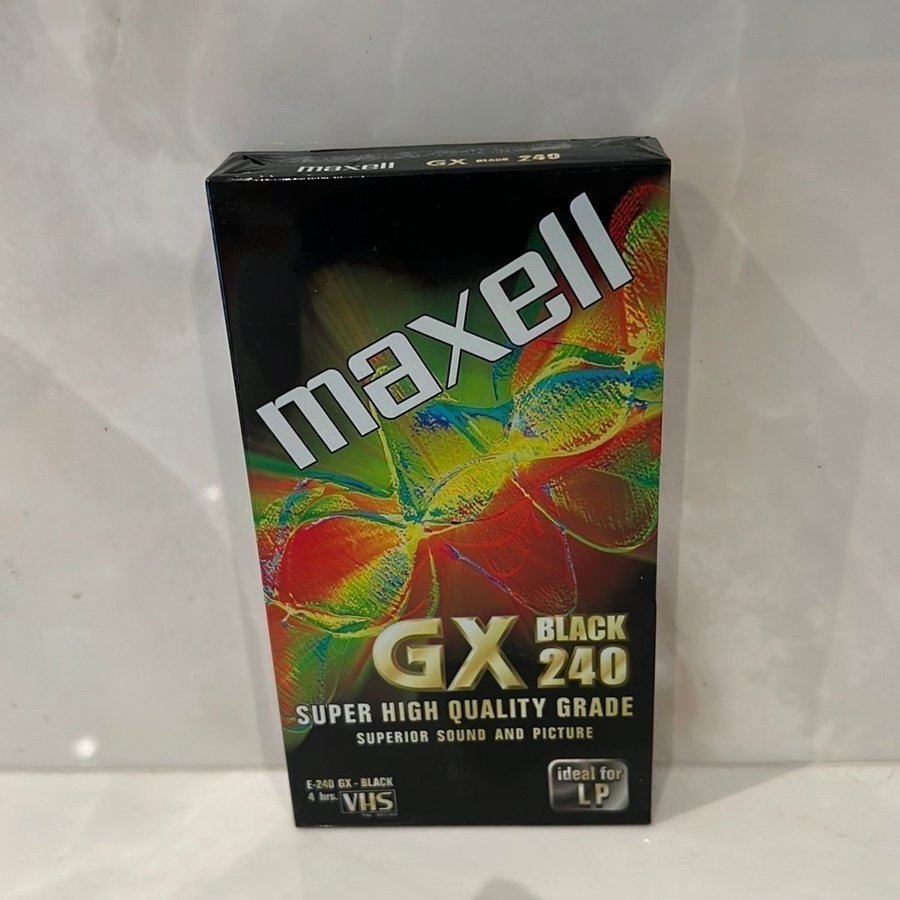 maxell GX BLACK 240
maxell
GX BLACK 240
SUPER HIGH QUALITY GRADE
SUPERIOR SOUND AND PICTURE
E-240 GX - BLACK
4 hrs. VHS
ideal for
LP